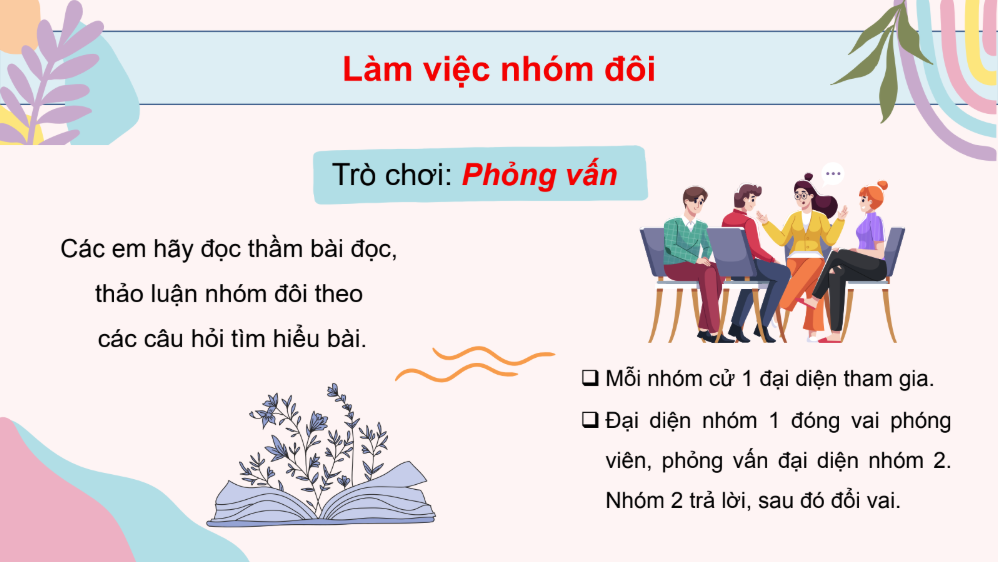 Làm việc nhóm đôi
Trò chơi: Phỏng vấn
Các em hãy đọc thầm bài đọc,
thảo luận nhóm đôi theo
các câu hỏi tìm hiểu bài.
❑ Mỗi nhóm cử 1 đại diện tham gia.
❑ Đại diện nhóm 1 đóng vai phóng
viên, phỏng vấn đại diện nhóm 2.
Nhóm 2 trả lời, sau đó đổi vai.